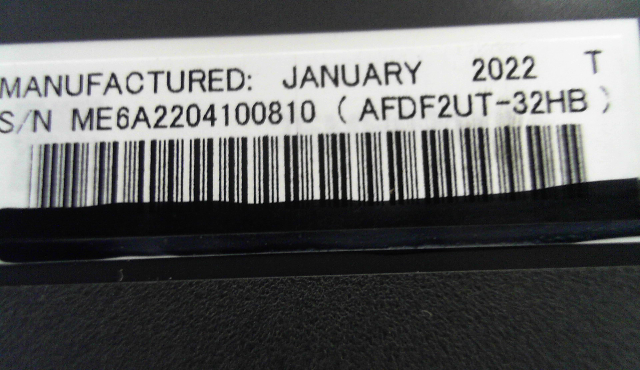 MANUFACTURED: JANUARY 2022 T
S/N ME6A2204100810 ( AFDF2UT-32HB )